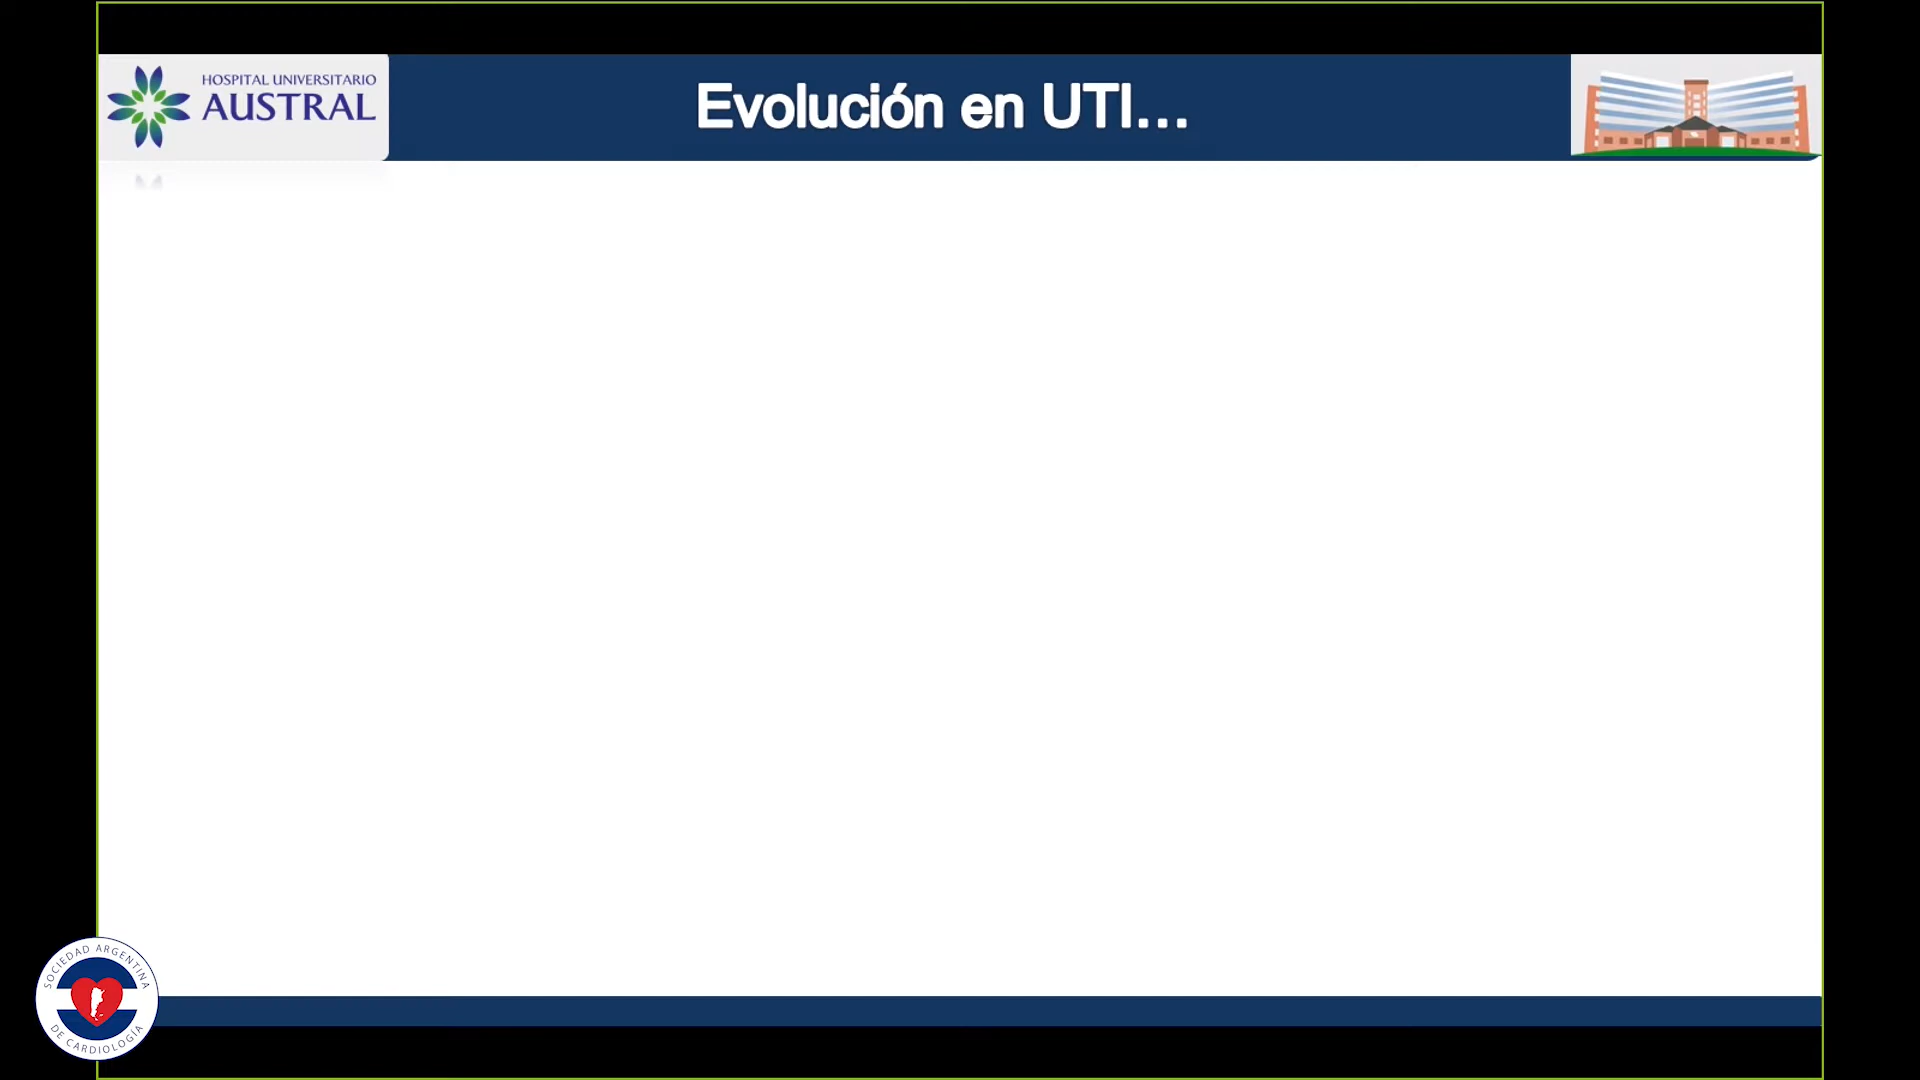 HOSPITAL UNIVERSITARIO
AUSTRAL
Evolución en UTI...
SOCIEDAD ARGENTINA
DE CARDIOLOGÍA